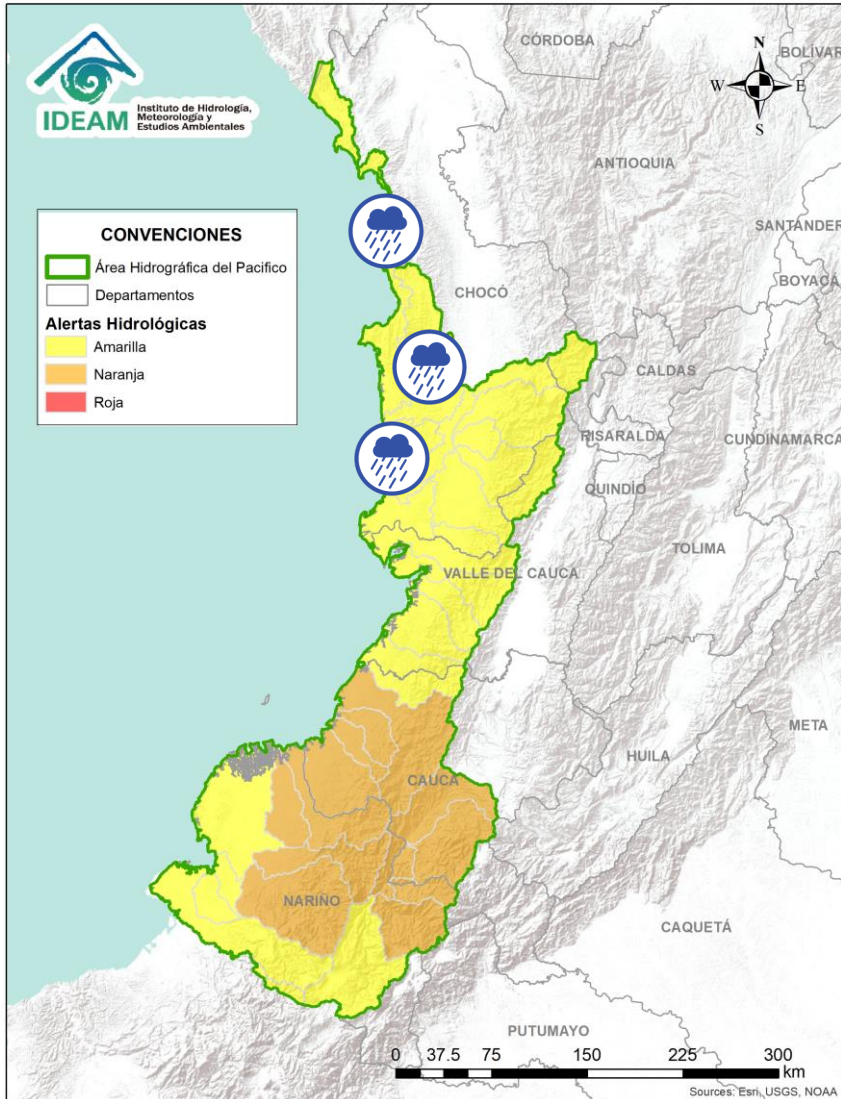 IDEAM
Instituto de Hidrología,
Meteorología y
Estudios Ambientales
CÓRDOBA
BOLÍVAR
N
W
E
S
ANTIOQUIA
SANTANDER
BOYACÁ
CONVENCIONES
Área Hidrográfica del Pacifico
Departamentos
Alertas Hidrológicas
Amarilla
Naranja
Roja
CHOCÓ
CALDAS
RISARALDA
CUNDINAMARCA
QUINDÍO
TOLIMA
VALLE DEL CAUCA
META
HUILA
CAUCA
NARIÑO
CAQUETÁ
PUTUMAYO
0 37.5 75 150 225 300
km
Sources: Esri, USGS, NOAA